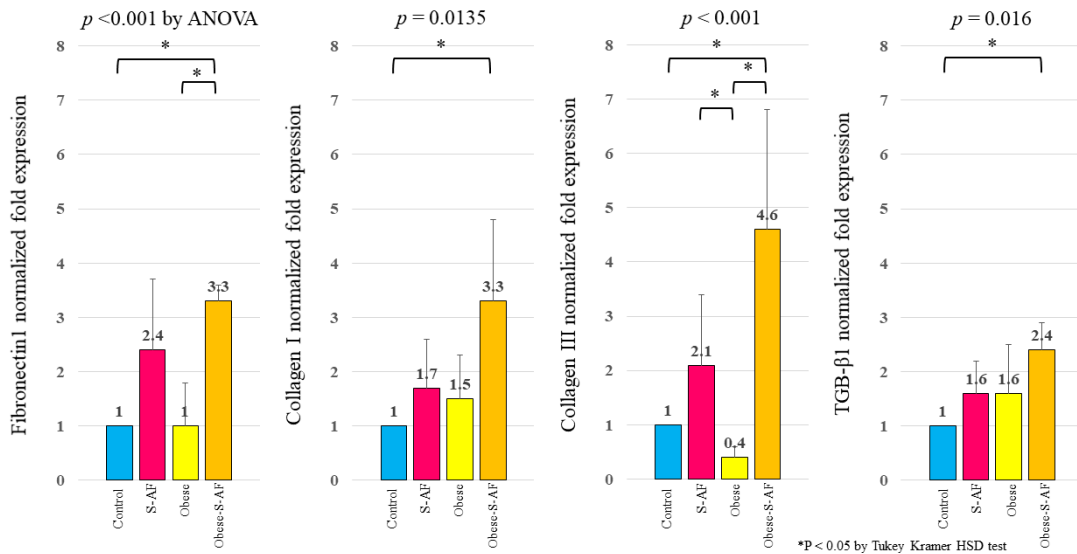 p <0.001 by ANOVA
*
*
8
7
6
5
4
3
2
1
0
Fibronectin1 normalized fold expression
1
2.4
1
3.3
Control
S-AF
Obese
Obese-S-AF
p = 0.0135
*
8
7
6
5
4
3
2
1
0
Collagen I normalized fold expression
1
1.7
1.5
3.3
Control
S-AF
Obese
Obese-S-AF
p < 0.001
*
*
*
8
7
6
5
4
3
2
1
0
Collagen III normalized fold expression
1
2.1
0.4
4.6
Control
S-AF
Obese
Obese-S-AF
p = 0.016
*
8
7
6
5
4
3
2
1
0
TGB-β1 normalized fold expression
1
1.6
1.6
2.4
Control
S-AF
Obese
Obese-S-AF
*P < 0.05 by Tukey Kramer HSD test